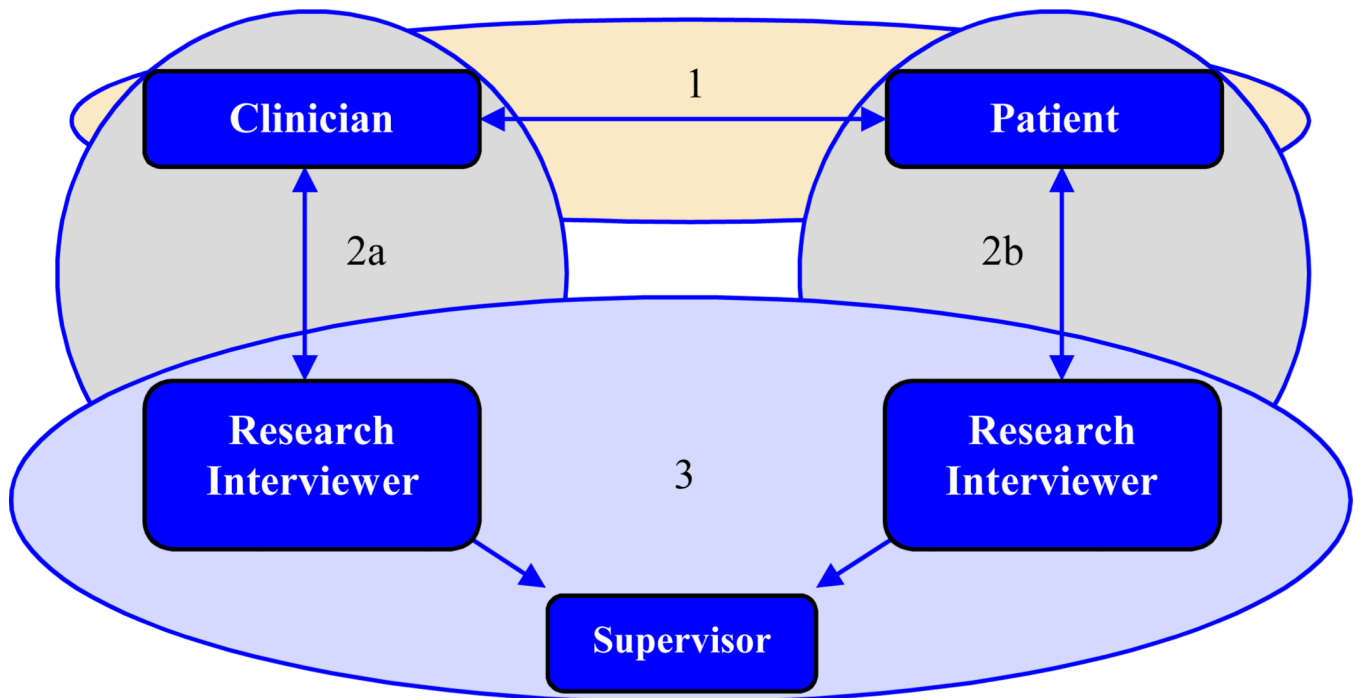 1
Clinician
Patient
2a
2b
Research
Interviewer
Research
Interviewer
3
Supervisor